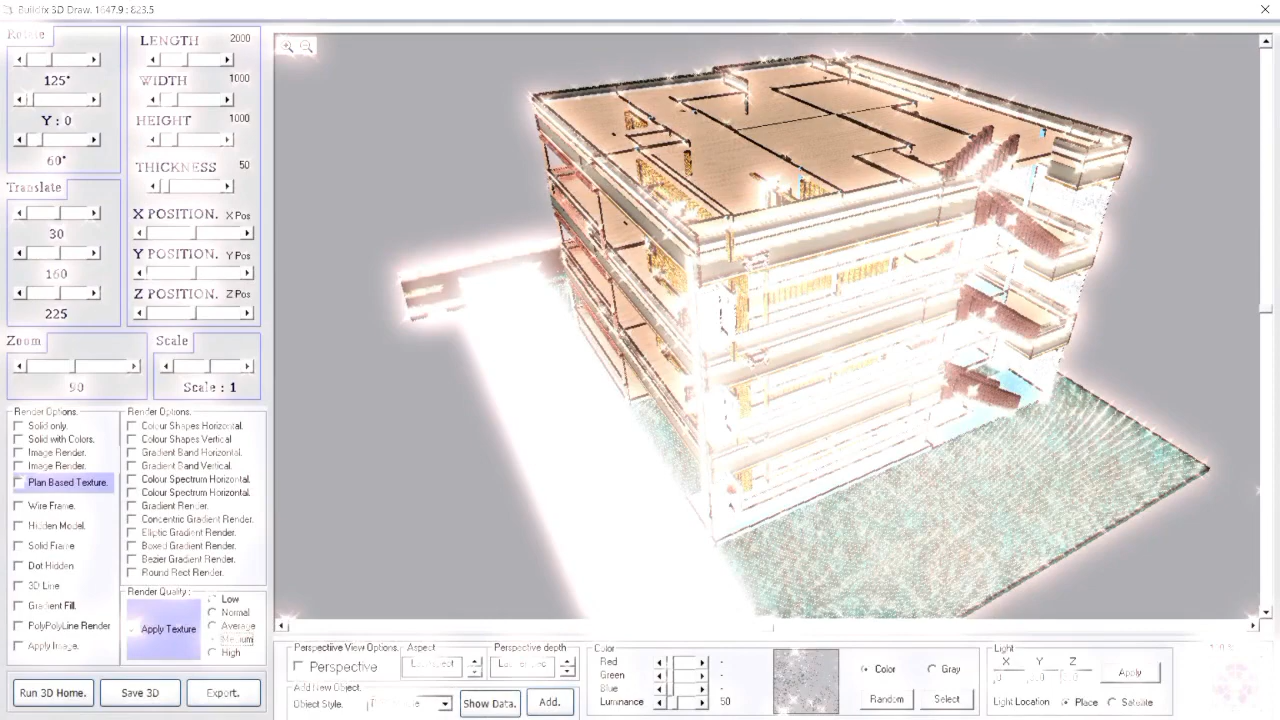 Buildfx 3D Draw. 1647.9 : 823.5
Rotate
125°
Y : 0
60°
LENGTH 2000
WIDTH 1000
HEIGHT 1000
THICKNESS 50
Translate
30
160
225
X POSITION. X Pos
Y POSITION. Y Pos
Z POSITION. Z Pos
Zoom
90
Scale
Scale : 1
Render Options.
Solid only.
Solid with Colors.
Image Render.
Image Render.
Plan Based Texture.
Wire Frame.
Hidden Model.
Solid Frame
Dot Hidden
3D Line
Gradient Fill.
PolyPolyLine Render
Apply Image.
Render Options.
Colour Shapes Horizontal.
Colour Shapes Vertical
Gradient Band Horizontal.
Gradient Band Vertical.
Colour Spectrum Horizontal.
Colour Spectrum Horizontal.
Gradient Render.
Concentric Gradient Render.
Elliptic Gradient Render.
Boxed Gradient Render.
Bezier Gradient Render.
Round Rect Render.
Render Quality :
Apply Texture
Low
Normal
Average
Medium
High
Run 3D Home.
Save 3D
Export.
Perspective View Options.
Perspective
Aspect
Perspective depth
Add New Object.
Object Style.
Show Data.
Add.
Color
Red -
Green -
Blue -
Luminance 50
Color
Gray
Random
Select
Light
X Y Z
Apply
Light Location
Place
Satelite